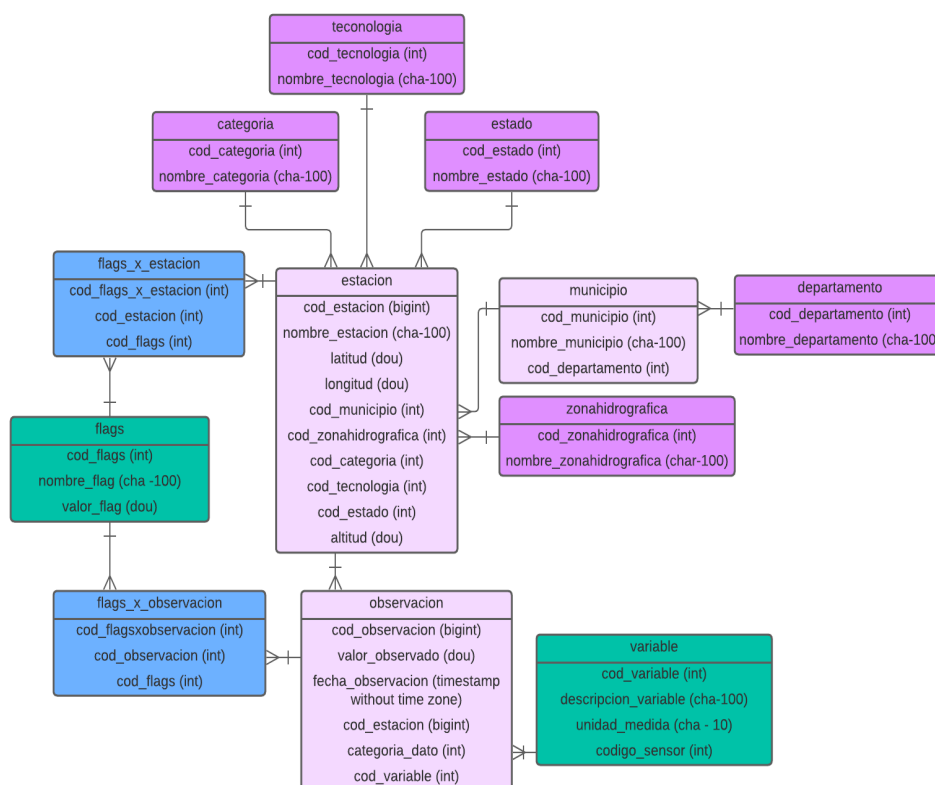 teconologia
cod_tecnologia (int)
nombre_tecnologia (cha-100)
categoria
cod_categoria (int)
nombre_categoria (cha-100)
estado
cod_estado (int)
nombre_estado (cha-100)
flags_x_estacion
cod_flags_x_estacion (int)
cod_estacion (int)
cod_flags (int)
estacion
cod_estacion (bigint)
nombre_estacion (cha-100)
latitud (dou)
longitud (dou)
cod_municipio (int)
cod_zonahidrografica (int)
cod_categoria (int)
cod_tecnologia (int)
cod_estado (int)
altitud (dou)
municipio
cod_municipio (int)
nombre_municipio (cha-100)
cod_departamento (int)
departamento
cod_departamento (int)
nombre_departamento (cha-100
zonahidrografica
cod_zonahidrografica (int)
nombre_zonahidrografica (char-100)
flags
cod_flags (int)
nombre_flag (cha -100)
valor_flag (dou)
flags_x_observacion
cod_flagsxobservacion (int)
cod_observacion (int)
cod_flags (int)
observacion
cod_observacion (bigint)
valor_observado (dou)
fecha_observacion (timestamp
without time zone)
cod_estacion (bigint)
categoria_dato (int)
cod_variable (int)
variable
cod_variable (int)
descripcion_variable (cha-100)
unidad_medida (cha - 10)
codigo_sensor (int)